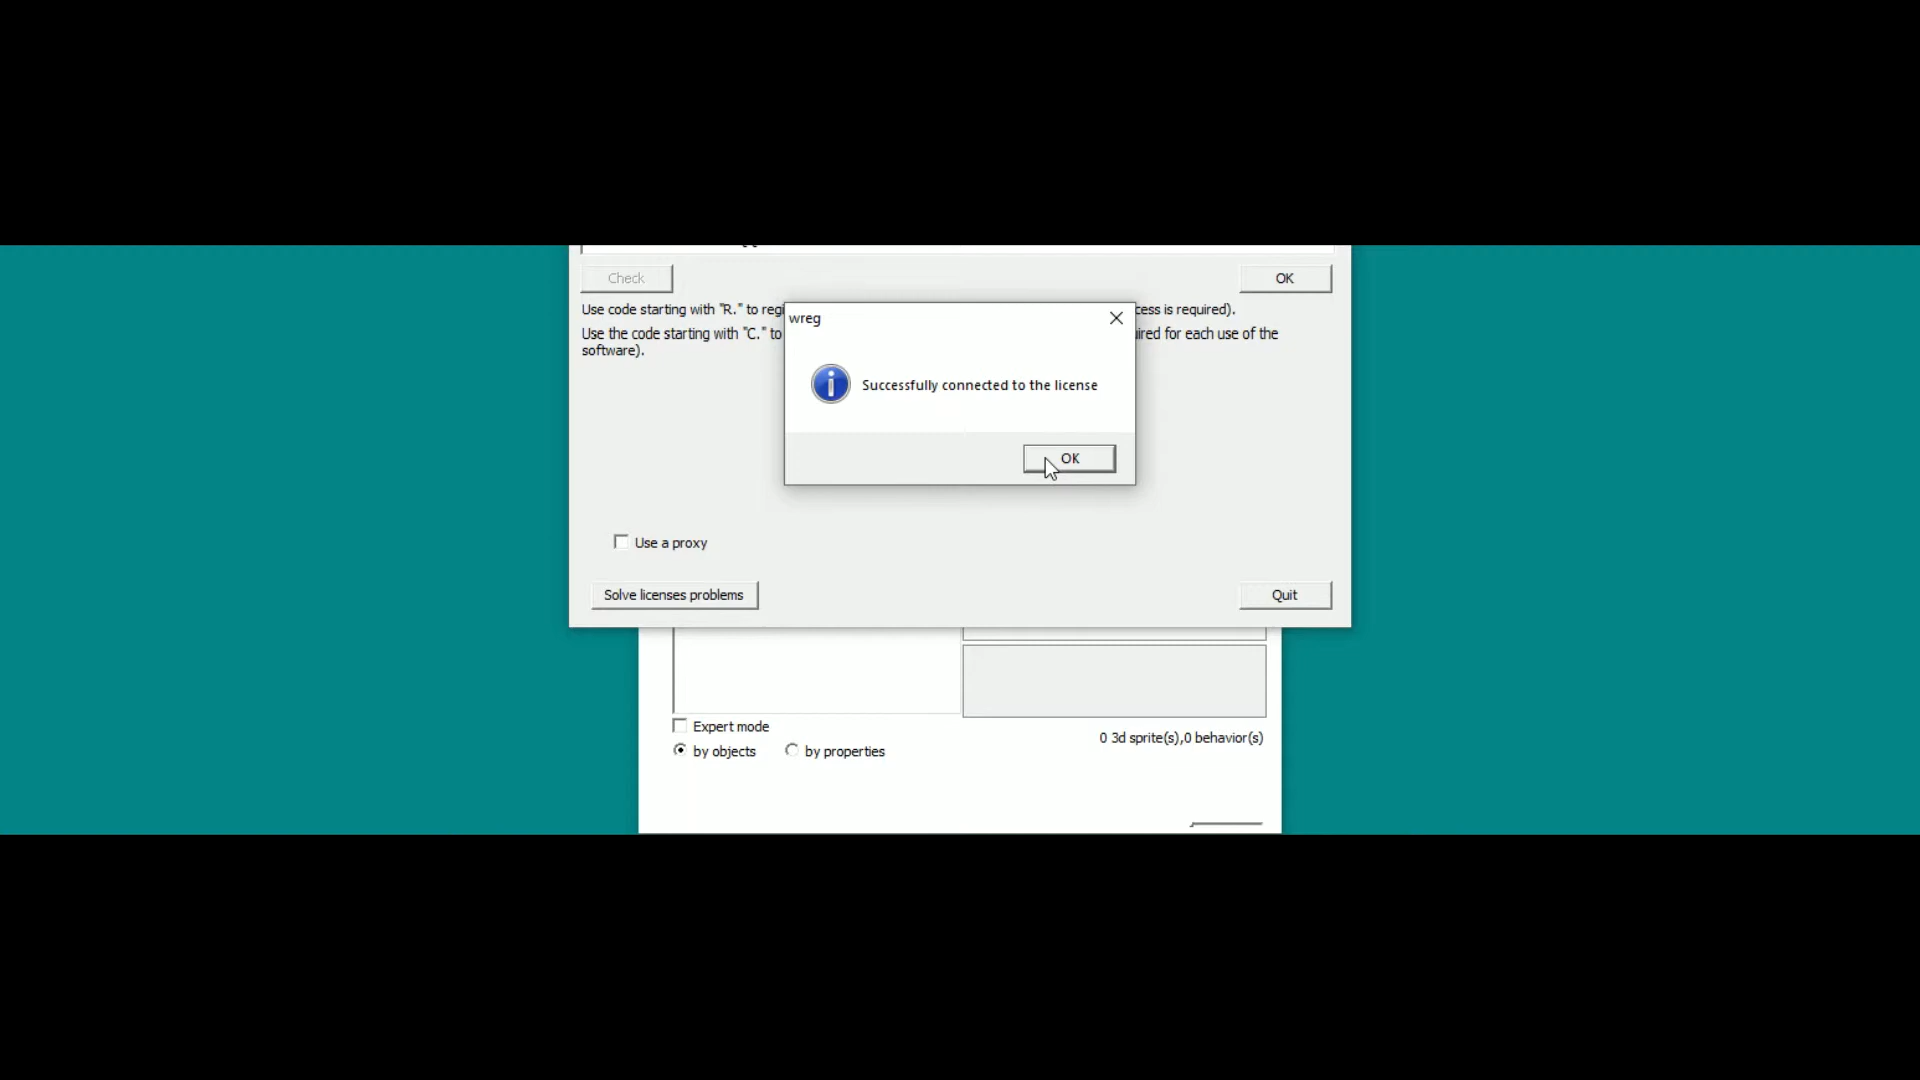 Check
OK
Use code starting with "R." to regi
cess is required).
Use the code starting with "C." to
ired for each use of the
software).
wreg
Successfully connected to the license
OK
Use a proxy
Solve licenses problems
Quit
Expert mode
0 3d sprite(s),0 behavior(s)
by objects
by properties